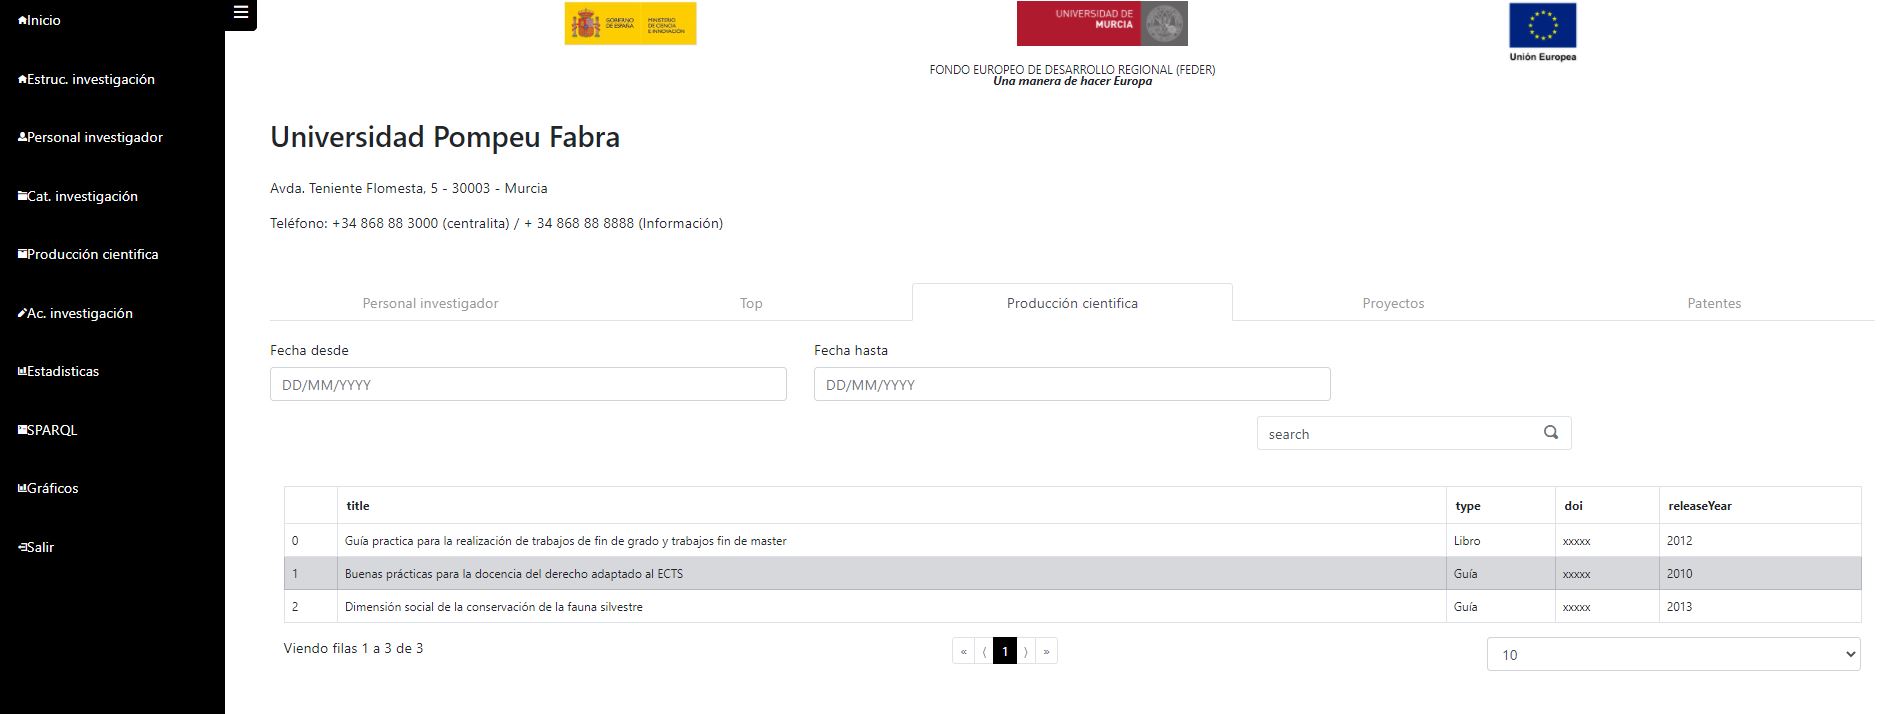 Inicio
Estruc. investigación
Personal investigador
Cat. investigación
Producción cientifica
Ac. investigación
Estadisticas
SPARQL
Gráficos
Salir
GOBIERNO DE ESPAÑA
MINISTERIO DE CIENCIA E INNOVACIÓN
UNIVERSIDAD DE
MURCIA
Unión Europea
FONDO EUROPEO DE DESARROLLO REGIONAL (FEDER)
Una manera de hacer Europa
Universidad Pompeu Fabra
Avda. Teniente Flomesta, 5 - 30003 - Murcia
Teléfono: +34 868 88 3000 (centralita) / + 34 868 88 8888 (Información)
Personal investigador Top Producción cientifica Proyectos Patentes
Fecha desde Fecha hasta
DD/MM/YYYY DD/MM/YYYY
search
title type doi releaseYear
0 Guía practica para la realización de trabajos de fin de grado y trabajos fin de master Libro xxxxx 2012
1 Buenas prácticas para la docencia del derecho adaptado al ECTS Guía xxxxx 2010
2 Dimensión social de la conservación de la fauna silvestre Guía xxxxx 2013
Viendo filas 1 a 3 de 3 « ⟨ 1 ⟩ » 10